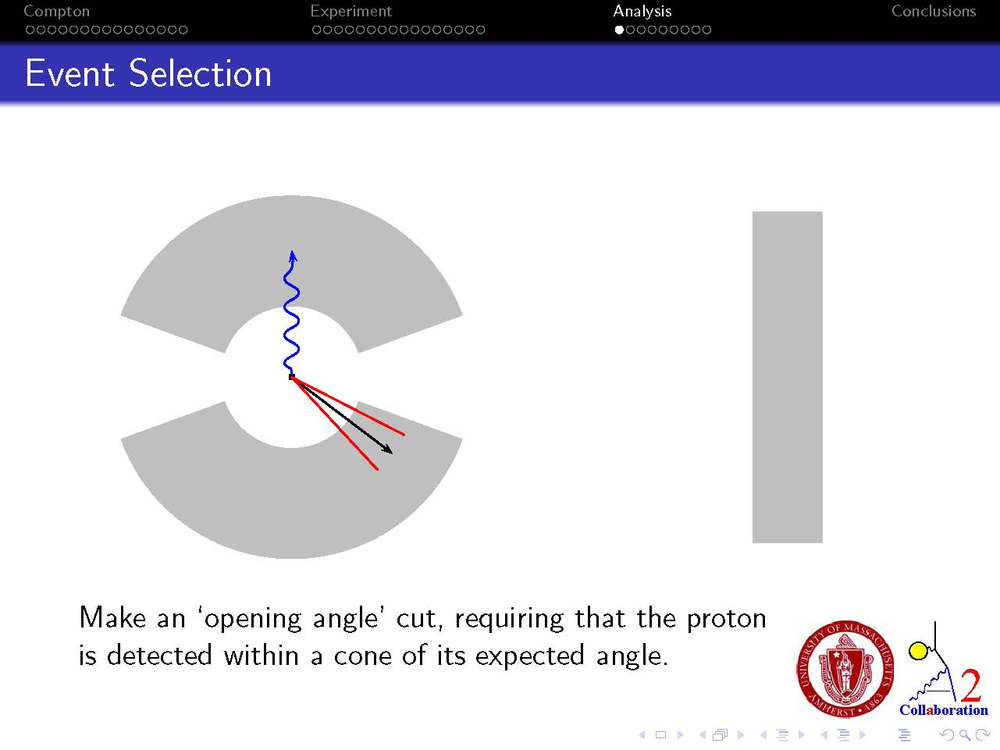 Compton Experiment Analysis Conclusions
Event Selection
Make an ‘opening angle’ cut, requiring that the proton
is detected within a cone of its expected angle.
UNIVERSITY OF MASSACHUSETTS
AMHERST • 1863
2
Collaboration